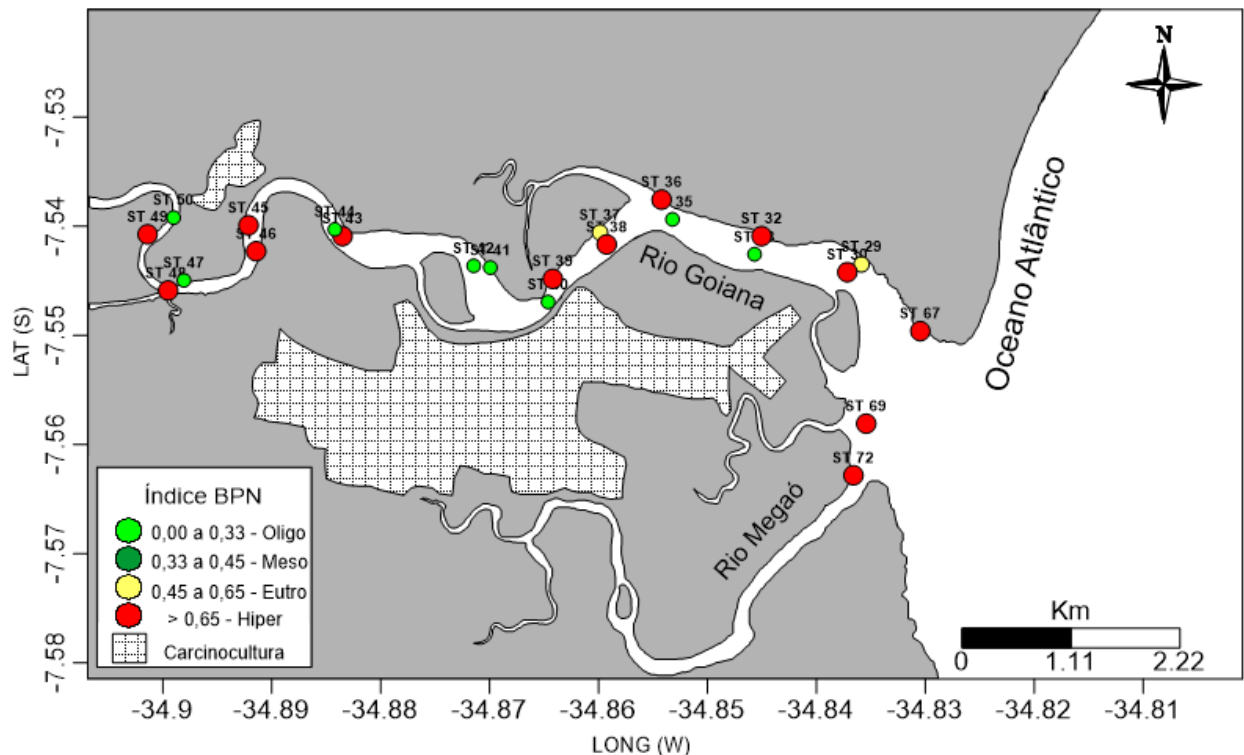 N
-7.53
-7.54
-7.55
-7.56
-7.57
-7.58
LAT (S)
ST 50
ST 49
ST 45
ST 46
ST 47
ST 48
ST 44
43
ST 42
ST 41
ST 39
ST 37
38
ST 36
35
ST 32
ST 29
ST 30
ST 67
ST 69
ST 72
Rio Goiana
Rio Megaó
Oceano Atlântico
Índice BPN
0,00 a 0,33 - Oligo
0,33 a 0,45 - Meso
0,45 a 0,65 - Eutro
> 0,65 - Hiper
Carcinocultura
Km
0 1.11 2.22
-34.9 -34.89 -34.88 -34.87 -34.86 -34.85 -34.84 -34.83 -34.82 -34.81
LONG (W)